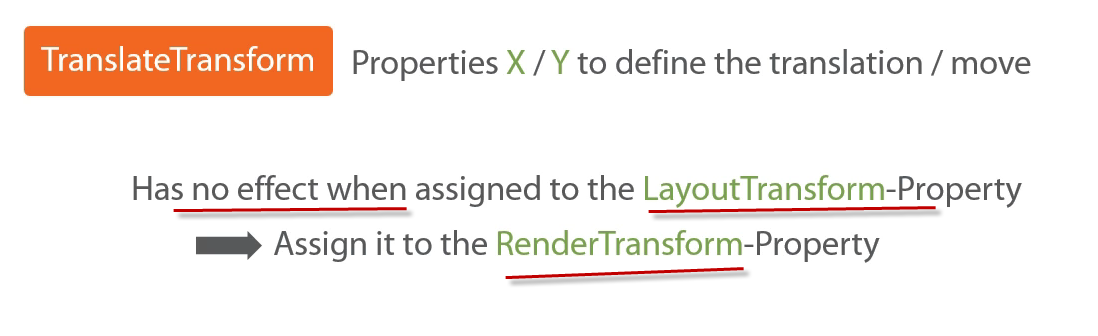 TranslateTransform Properties X / Y to define the translation / move
Has no effect when assigned to the LayoutTransform-Property
Assign it to the RenderTransform-Property